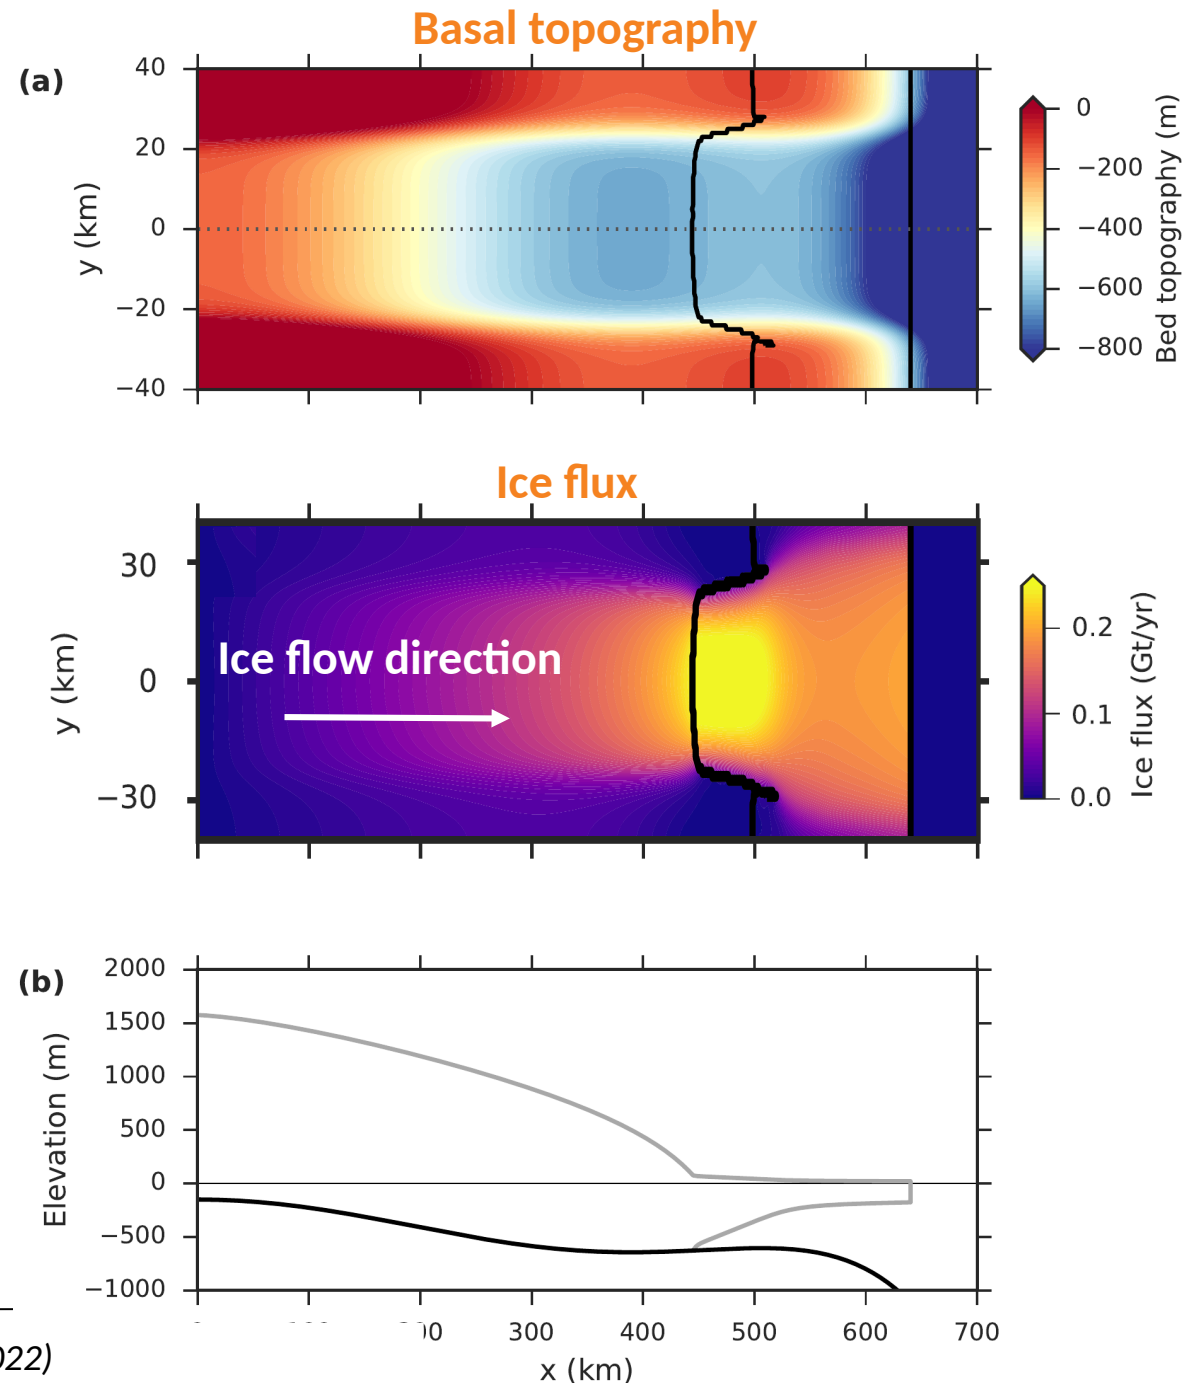 Basal topography
(a)
40
20
0
−20
−40
y (km)
0
−200
−400
−600
−800
Bed topography (m)
Ice flux
30
0
−30
y (km)
Ice flow direction
0.2
0.1
0.0
Ice flux (Gt/yr)
(b)
2000
1500
1000
500
0
−500
−1000
Elevation (m)
300 400 500 600 700
x (km)
022)